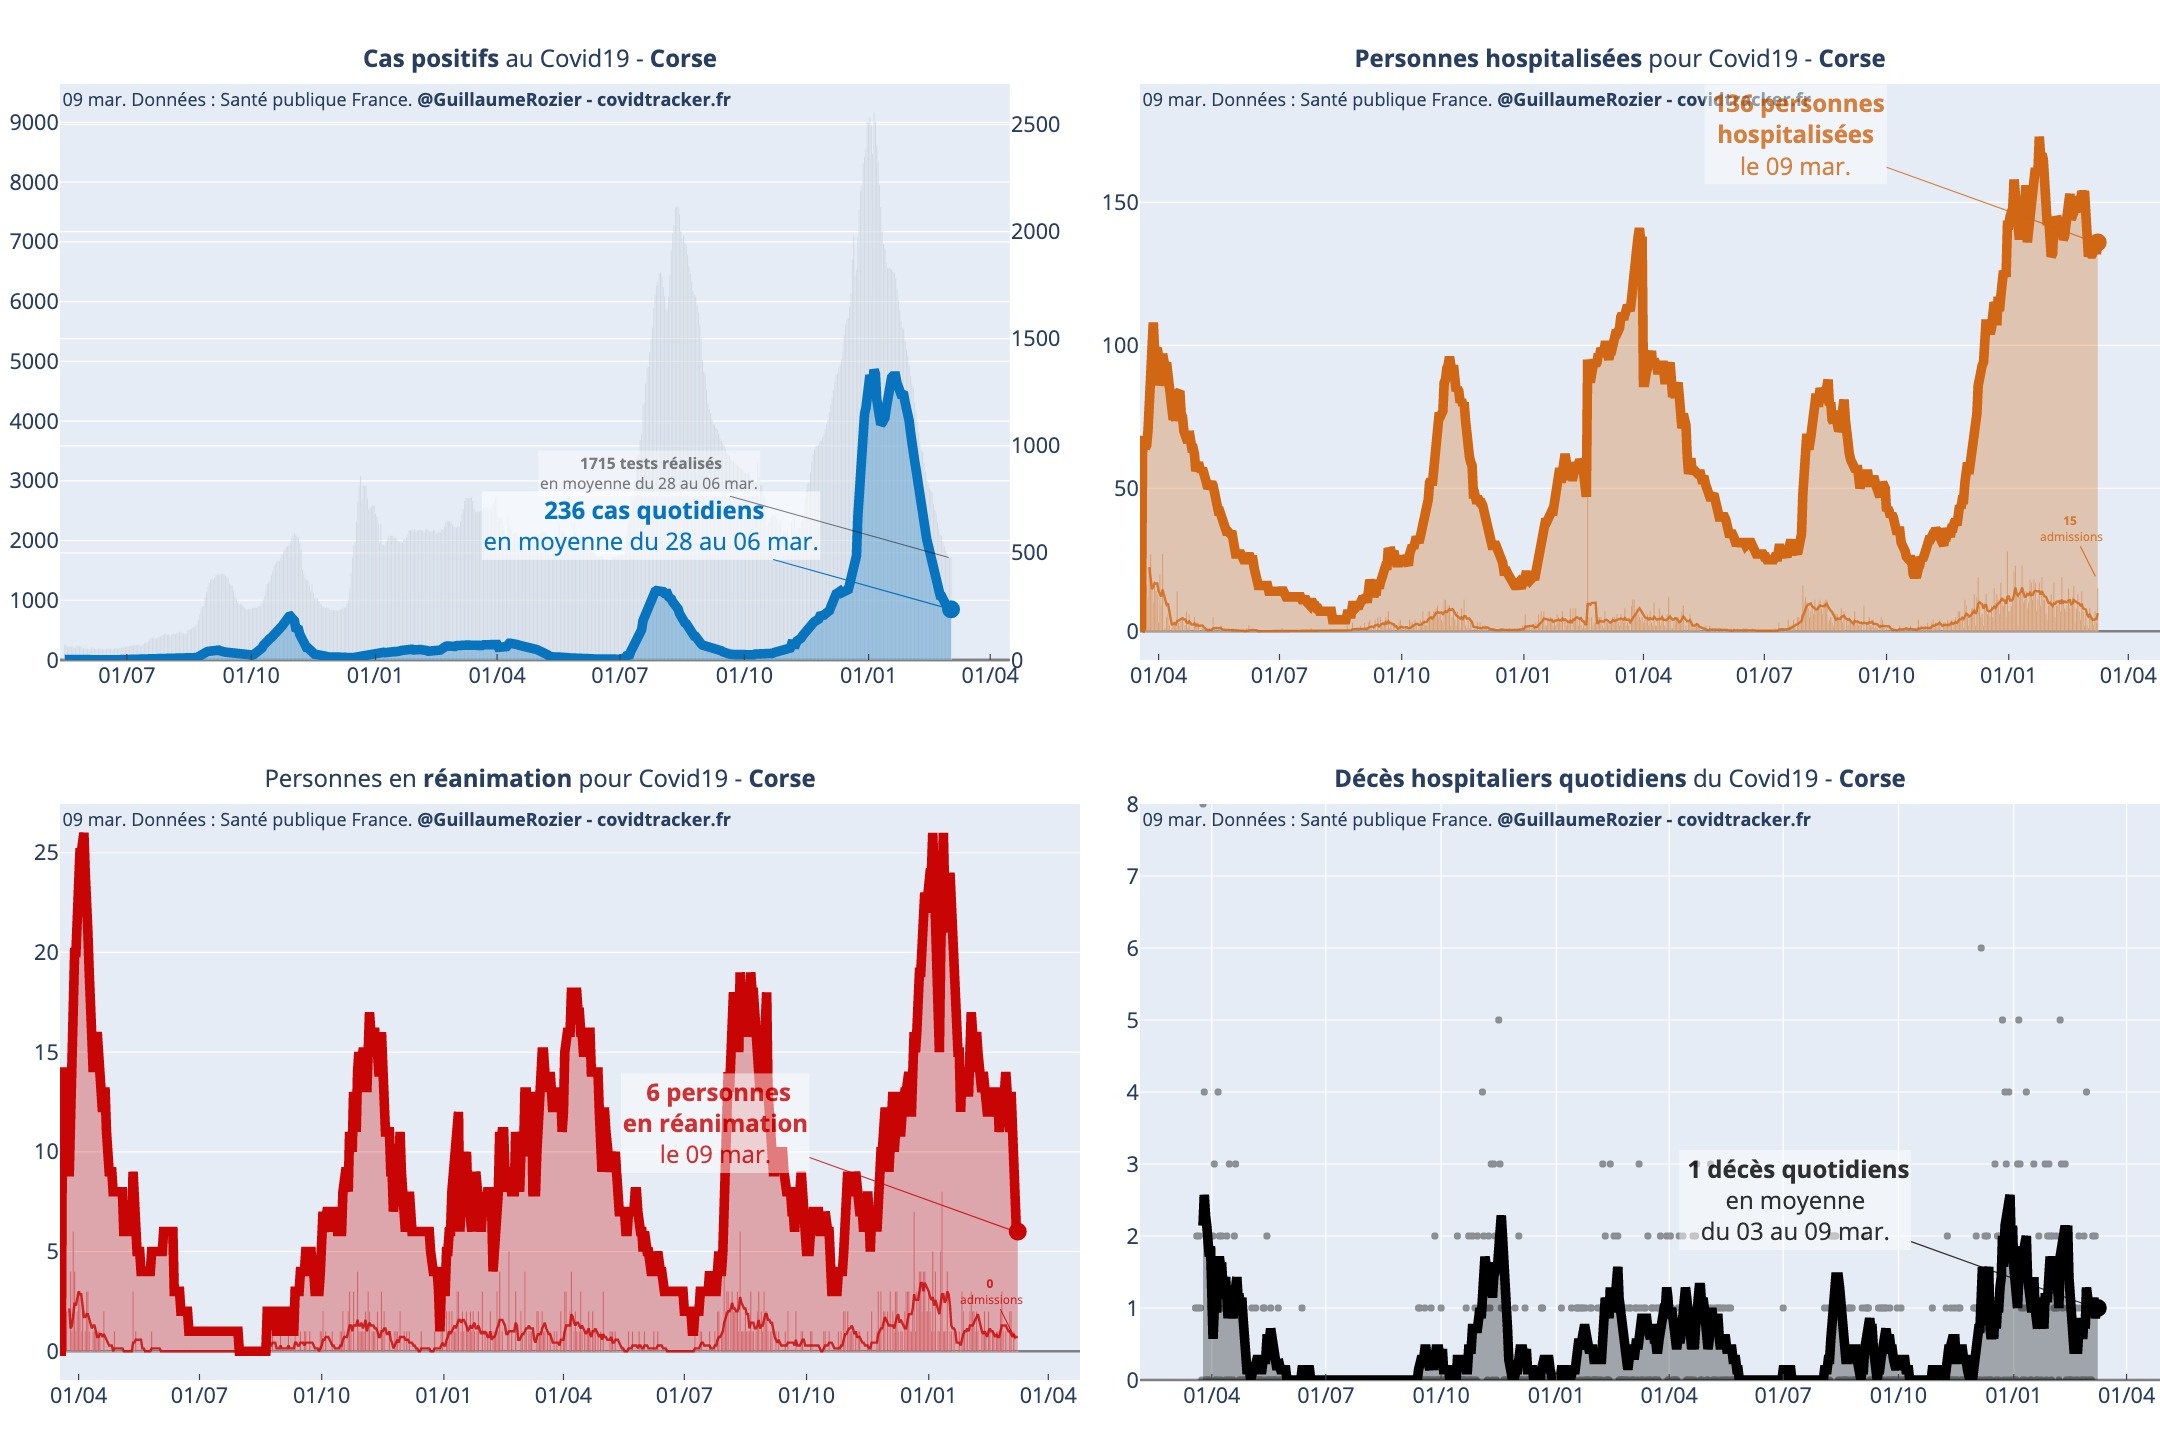 Cas positifs au Covid19 - Corse
09 mar. Données : Santé publique France. @GuillaumeRozier - covidtracker.fr
9000
8000
7000
6000
5000
4000
3000
2000
1000
0
2500
2000
1500
1000
500
0
1715 tests réalisés
en moyenne du 28 au 06 mar.
236 cas quotidiens
en moyenne du 28 au 06 mar.
01/07 01/10 01/01 01/04 01/07 01/10 01/01 01/04
Personnes hospitalisées pour Covid19 - Corse
09 mar. Données : Santé publique France. @GuillaumeRozier - covidtracker.fr
136 personnes
hospitalisées
le 09 mar.
150
100
50
0
15
admissions
01/04 01/07 01/10 01/01 01/04 01/07 01/10 01/01 01/04
Personnes en réanimation pour Covid19 - Corse
09 mar. Données : Santé publique France. @GuillaumeRozier - covidtracker.fr
25
20
15
10
5
0
6 personnes
en réanimation
le 09 mar.
0
admissions
01/04 01/07 01/10 01/01 01/04 01/07 01/10 01/01 01/04
Décès hospitaliers quotidiens du Covid19 - Corse
09 mar. Données : Santé publique France. @GuillaumeRozier - covidtracker.fr
8
7
6
5
4
3
2
1
0
1 décès quotidiens
en moyenne
du 03 au 09 mar.
01/04 01/07 01/10 01/01 01/04 01/07 01/10 01/01 01/04